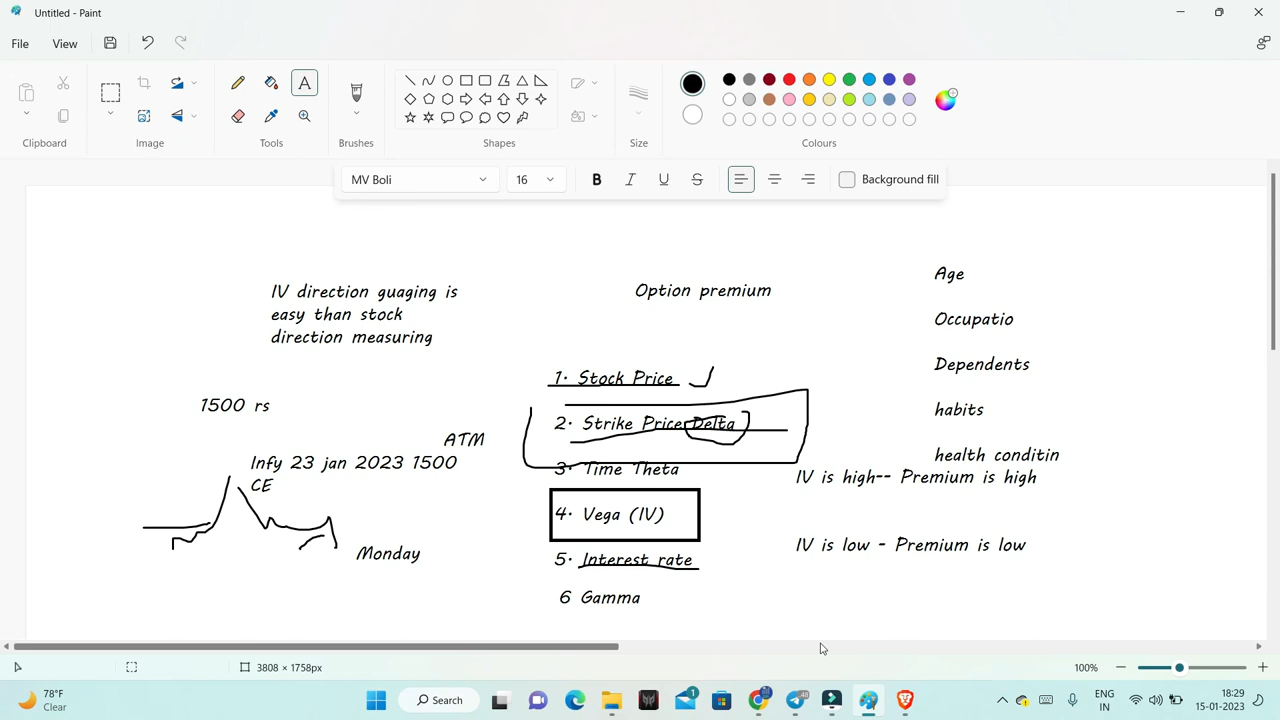 Untitled - Paint
File
View
Clipboard
Image
Tools
Brushes
Shapes
Size
Colours
MV Boli
16
B
I
U
Background fill
IV direction guaging is
easy than stock
direction measuring
Option premium
Age
Occupatio
Dependents
habits
health conditin
1500 rs
ATM
Infy 23 jan 2023 1500
CE
Monday
1. Stock Price
2. Strike Price Delta
3. Time Theta
4. Vega (IV)
5. Interest rate
6 Gamma
IV is high-- Premium is high
IV is low - Premium is low
3808 × 1758px
100%
78°F
Clear
Search
1
48
ENG
IN
18:29
15-01-2023